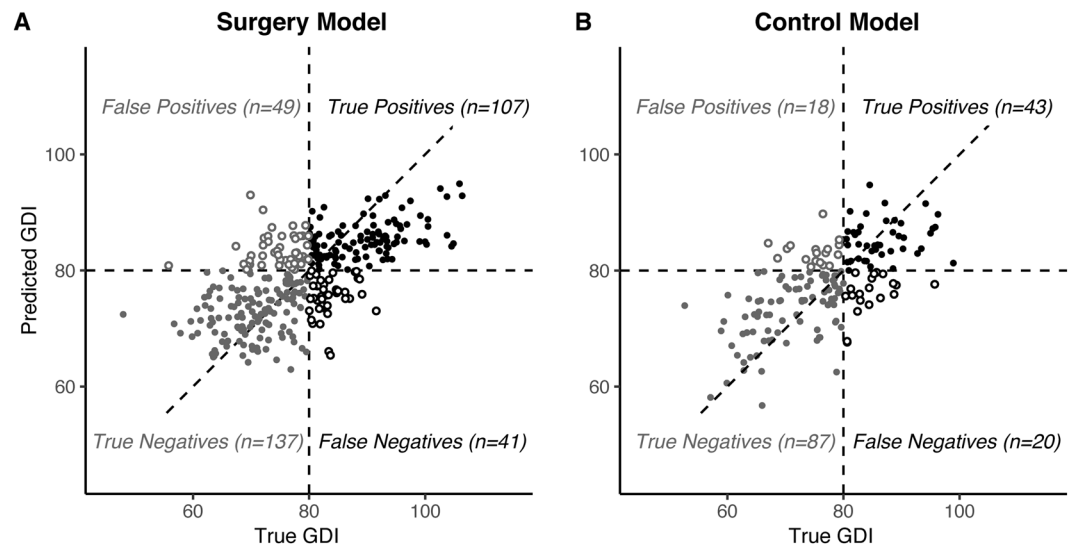 A
Surgery Model
False Positives (n=49)
True Positives (n=107)
100
80
60
Predicted GDI
True Negatives (n=137)
False Negatives (n=41)
60
80
100
True GDI
B
Control Model
False Positives (n=18)
True Positives (n=43)
100
80
60
True Negatives (n=87)
False Negatives (n=20)
60
80
100
True GDI